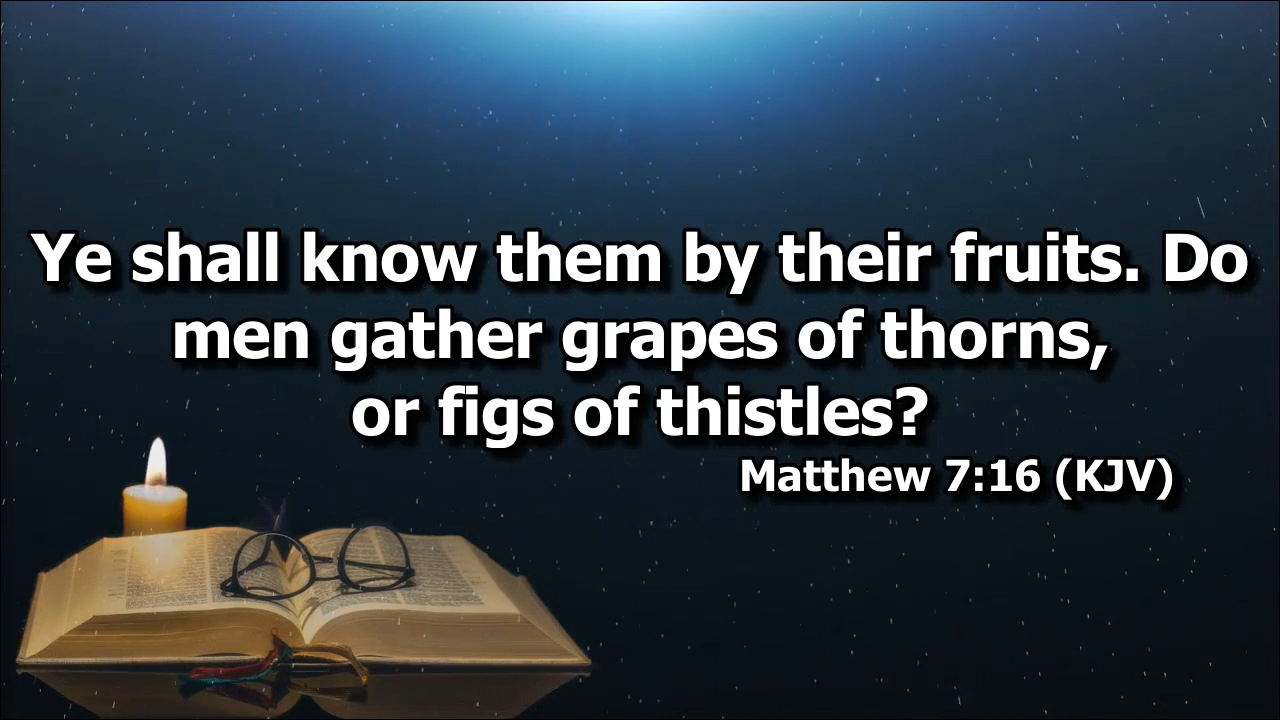 Ye shall know them by their fruits. Do
men gather grapes of thorns,
or figs of thistles?
Matthew 7:16 (KJV)